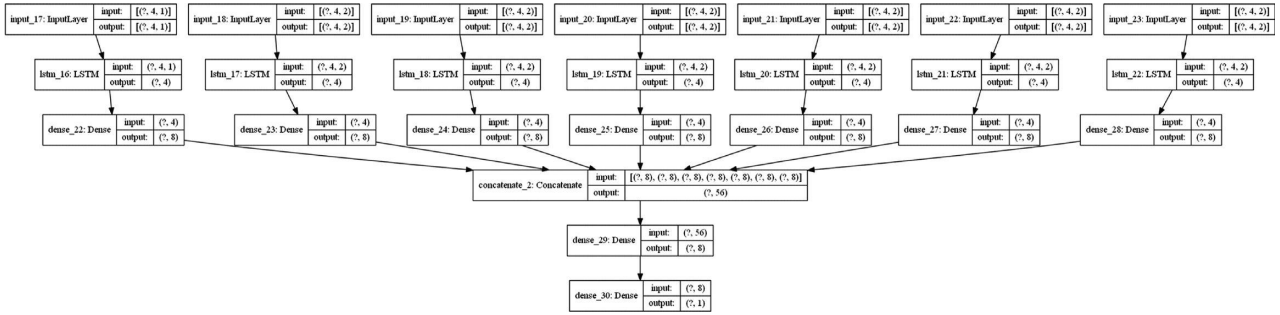 input_17: InputLayer input: [(?, 4, 1)] output: [(?, 4, 1)]
input_18: InputLayer input: [(?, 4, 2)] output: [(?, 4, 2)]
input_19: InputLayer input: [(?, 4, 2)] output: [(?, 4, 2)]
input_20: InputLayer input: [(?, 4, 2)] output: [(?, 4, 2)]
input_21: InputLayer input: [(?, 4, 2)] output: [(?, 4, 2)]
input_22: InputLayer input: [(?, 4, 2)] output: [(?, 4, 2)]
input_23: InputLayer input: [(?, 4, 2)] output: [(?, 4, 2)]
lstm_16: LSTM input: (?, 4, 1) output: (?, 4)
lstm_17: LSTM input: (?, 4, 2) output: (?, 4)
lstm_18: LSTM input: (?, 4, 2) output: (?, 4)
lstm_19: LSTM input: (?, 4, 2) output: (?, 4)
lstm_20: LSTM input: (?, 4, 2) output: (?, 4)
lstm_21: LSTM input: (?, 4, 2) output: (?, 4)
lstm_22: LSTM input: (?, 4, 2) output: (?, 4)
dense_22: Dense input: (?, 4) output: (?, 8)
dense_23: Dense input: (?, 4) output: (?, 8)
dense_24: Dense input: (?, 4) output: (?, 8)
dense_25: Dense input: (?, 4) output: (?, 8)
dense_26: Dense input: (?, 4) output: (?, 8)
dense_27: Dense input: (?, 4) output: (?, 8)
dense_28: Dense input: (?, 4) output: (?, 8)
concatenate_2: Concatenate input: [(?, 8), (?, 8), (?, 8), (?, 8), (?, 8), (?, 8), (?, 8)] output: (?, 56)
dense_29: Dense input: (?, 56) output: (?, 8)
dense_30: Dense input: (?, 8) output: (?, 1)